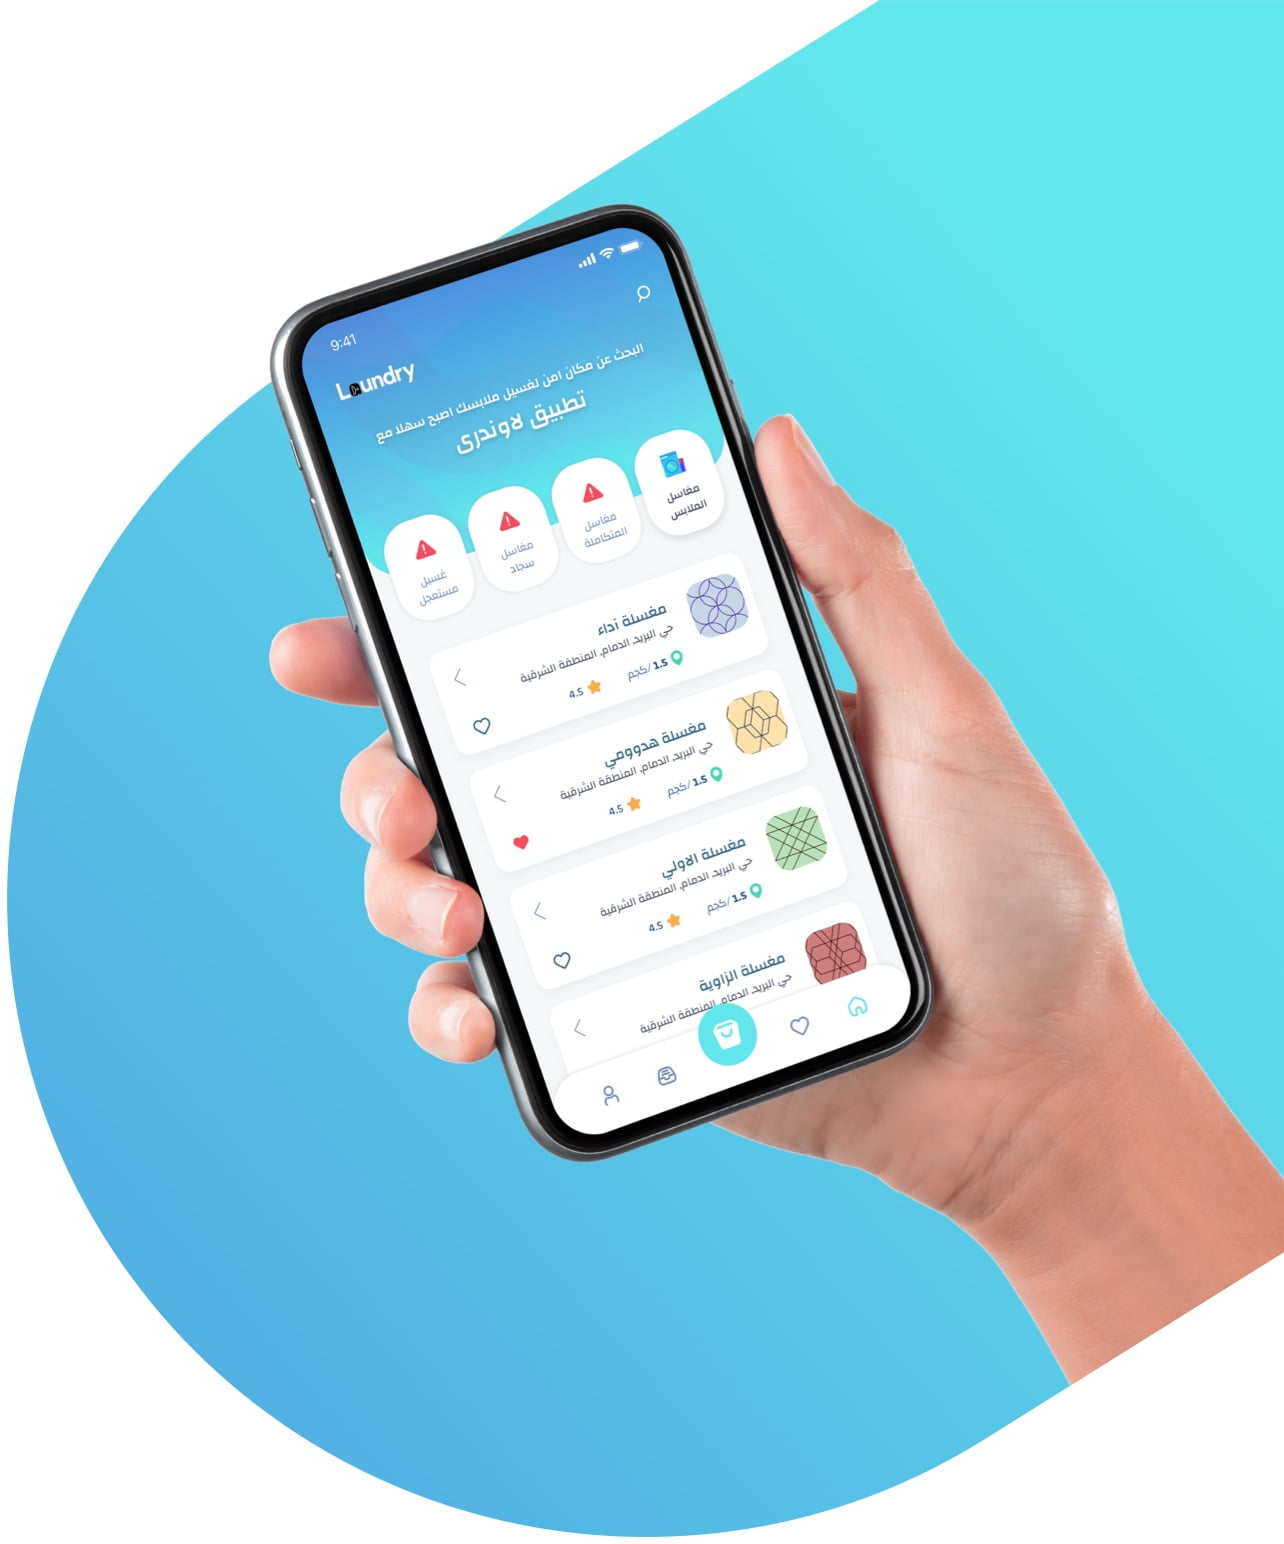 9:41
Laundry
البحث عن مكان امن لغسيل ملابسك اصبح سهلا مع
تطبيق لاوندرى
مغاسل
الملابس
مغاسل
المتكاملة
مغاسل
سجاد
غسيل
مستعجل
مغسلة آداء
حي البريد، الدمام، المنطقة الشرقية
1.5 /كجم
4.5
مغسلة هدوومي
حي البريد، الدمام، المنطقة الشرقية
1.5 /كجم
4.5
مغسلة الاولي
حي البريد، الدمام، المنطقة الشرقية
1.5 /كجم
4.5
مغسلة الزاوية
حي البريد، الدمام، المنطقة الشرقية